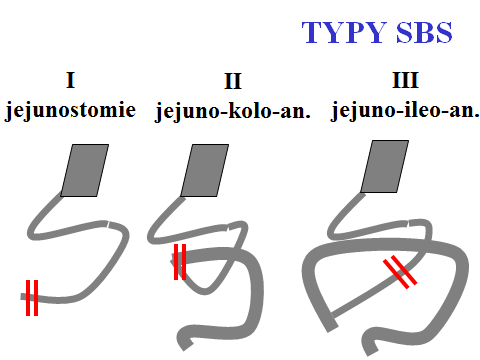 TYPY SBS
I
jejunostomie
II
jejuno-kolo-an.
III
jejuno-ileo-an.